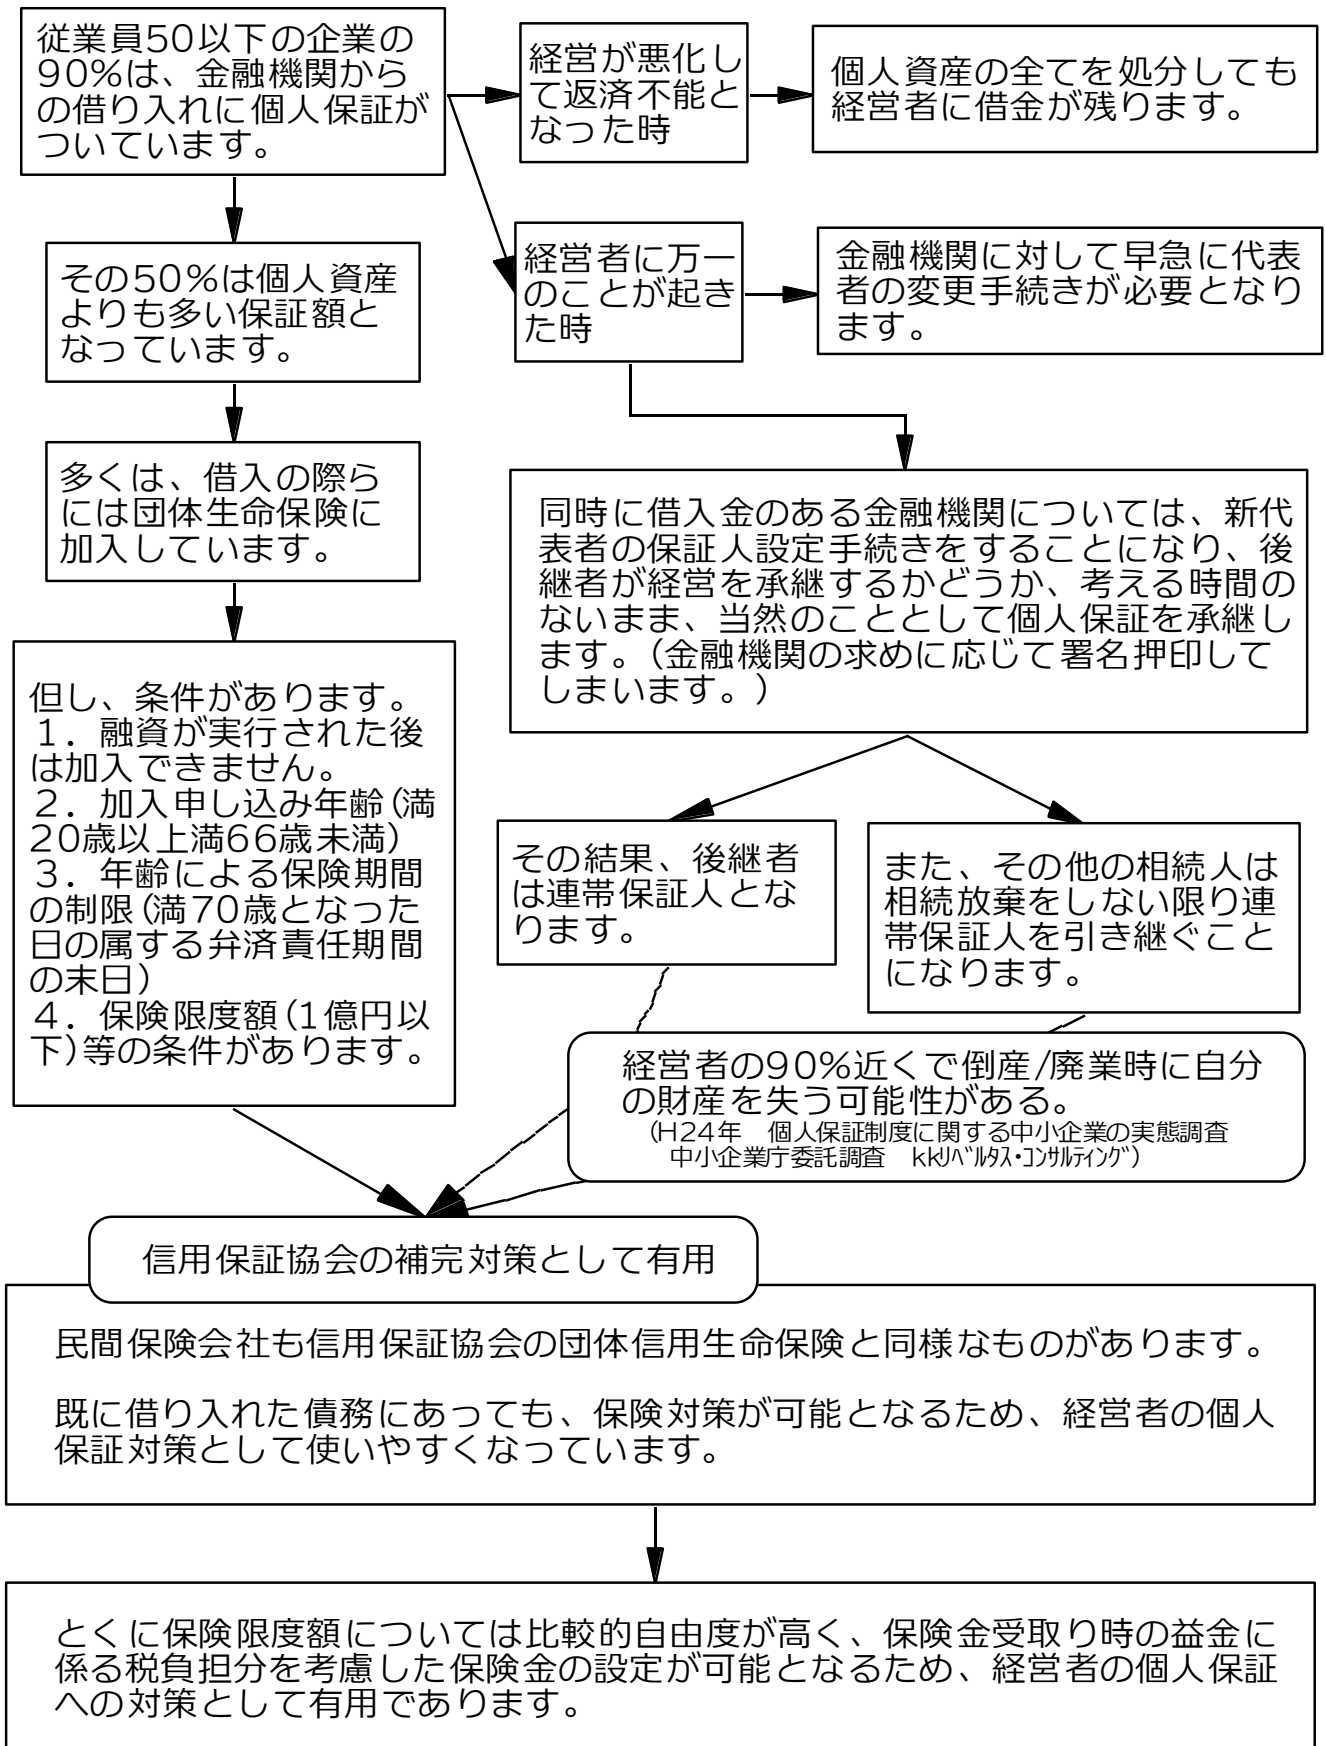 従業員50以下の企業の
90%は、金融機関から
の借り入れに個人保証が
ついています。
経営が悪化し
て返済不能と
なった時
個人資産の全てを処分しても
経営者に借金が残ります。
その50%は個人資産
よりも多い保証額と
なっています。
経営者に万一
のことが起き
た時
金融機関に対して早急に代表
者の変更手続きが必要となり
ます。
多くは、借入の際ら
には団体生命保険に
加入しています。
同時に借入金のある金融機関については、新代
表者の保証人設定手続きをすることになり、後
継者が経営を承継するかどうか、考える時間の
ないまま、当然のこととして個人保証を承継し
ます。(金融機関の求めに応じて署名押印して
しまいます。)
但し、条件があります。
1．融資が実行された後
は加入できません。
2．加入申し込み年齢(満
20歳以上満66歳未満)
3．年齢による保険期間
の制限(満70歳となった
日の属する弁済責任期間
の末日)
4．保険限度額(1億円以
下)等の条件があります。
その結果、後継者
は連帯保証人とな
ります。
また、その他の相続人は
相続放棄をしない限り連
帯保証人を引き継ぐこと
になります。
経営者の90%近くで倒産/廃業時に自分
の財産を失う可能性がある。
(H24年　個人保証制度に関する中小企業の実態調査
中小企業庁委託調査　kkﾘﾍﾞﾙﾀｽ・ｺﾝｻﾙﾃｨﾝｸﾞ)
信用保証協会の補完対策として有用
民間保険会社も信用保証協会の団体信用生命保険と同様なものがあります。
既に借り入れた債務にあっても、保険対策が可能となるため、経営者の個人
保証対策として使いやすくなっています。
とくに保険限度額については比較的自由度が高く、保険金受取り時の益金に
係る税負担分を考慮した保険金の設定が可能となるため、経営者の個人保証
への対策として有用であります。